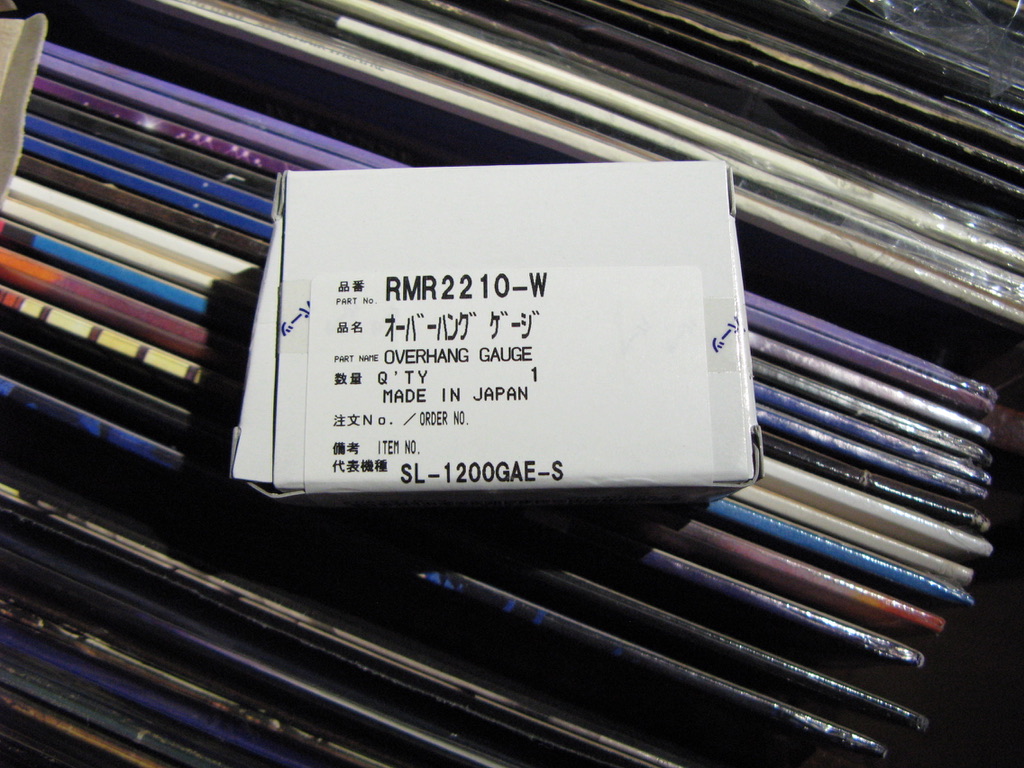 品番 PART No. RMR2210-W
品名 PART NAME ｵｰﾊﾞｰﾊﾝｸﾞ ｹﾞｰｼﾞ
OVERHANG GAUGE
数量 Q'TY 1
MADE IN JAPAN
注文No.／ORDER NO.
備考 ITEM NO.
代表機種 SL-1200GAE-S